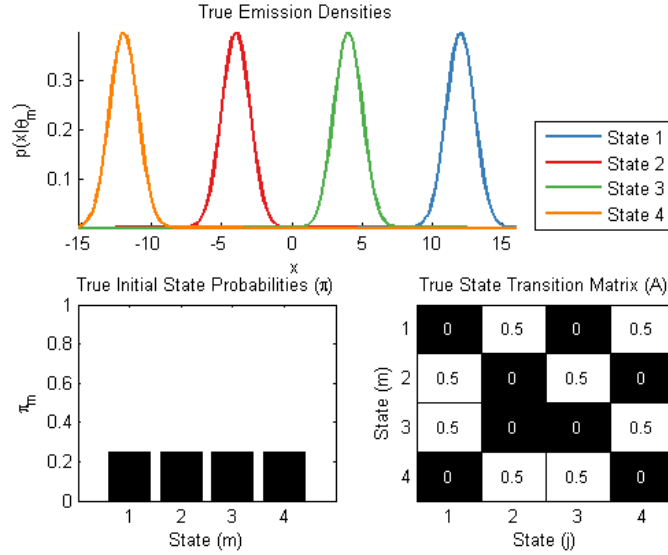 True Emission Densities
p(x|θm)
0.3
0.2
0.1
-15 -10 -5 0 5 10 15
x
State 1
State 2
State 3
State 4
True Initial State Probabilities (π)
πm
1
0.8
0.6
0.4
0.2
0
1 2 3 4
State (m)
True State Transition Matrix (A)
State (m)
1 0 0.5 0 0.5
2 0.5 0 0.5 0
3 0.5 0 0 0.5
4 0 0.5 0.5 0
1 2 3 4
State (j)